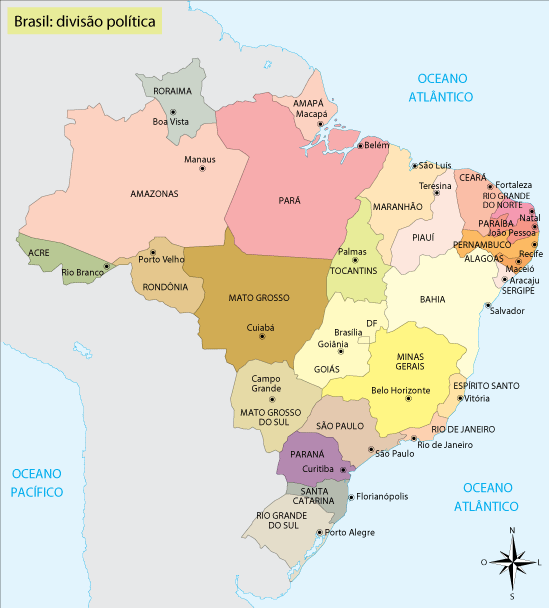 Brasil: divisão política
OCEANO
ATLÂNTICO
RORAIMA
Boa Vista
AMAPÁ
Macapá
Belém
Manaus
AMAZONAS
PARÁ
São Luís
MARANHÃO
Teresina
PIAUÍ
CEARÁ
Fortaleza
RIO GRANDE
DO NORTE
Natal
PARAÍBA
João Pessoa
PERNAMBUCO
Recife
ALAGOAS
Maceió
Aracaju
SERGIPE
ACRE
Rio Branco
Porto Velho
RONDÔNIA
MATO GROSSO
Cuiabá
Palmas
TOCANTINS
BAHIA
Salvador
DF
Brasília
Goiânia
GOIÁS
MINAS
GERAIS
Belo Horizonte
ESPÍRITO SANTO
Vitória
Campo
Grande
MATO GROSSO
DO SUL
SÃO PAULO
São Paulo
RIO DE JANEIRO
Rio de Janeiro
PARANÁ
Curitiba
SANTA
CATARINA
Florianópolis
RIO GRANDE
DO SUL
Porto Alegre
OCEANO
PACÍFICO
OCEANO
ATLÂNTICO
N
O
L
S